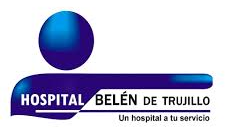 HOSPITAL BELÉN DE TRUJILLO
Un hospital a tu servicio